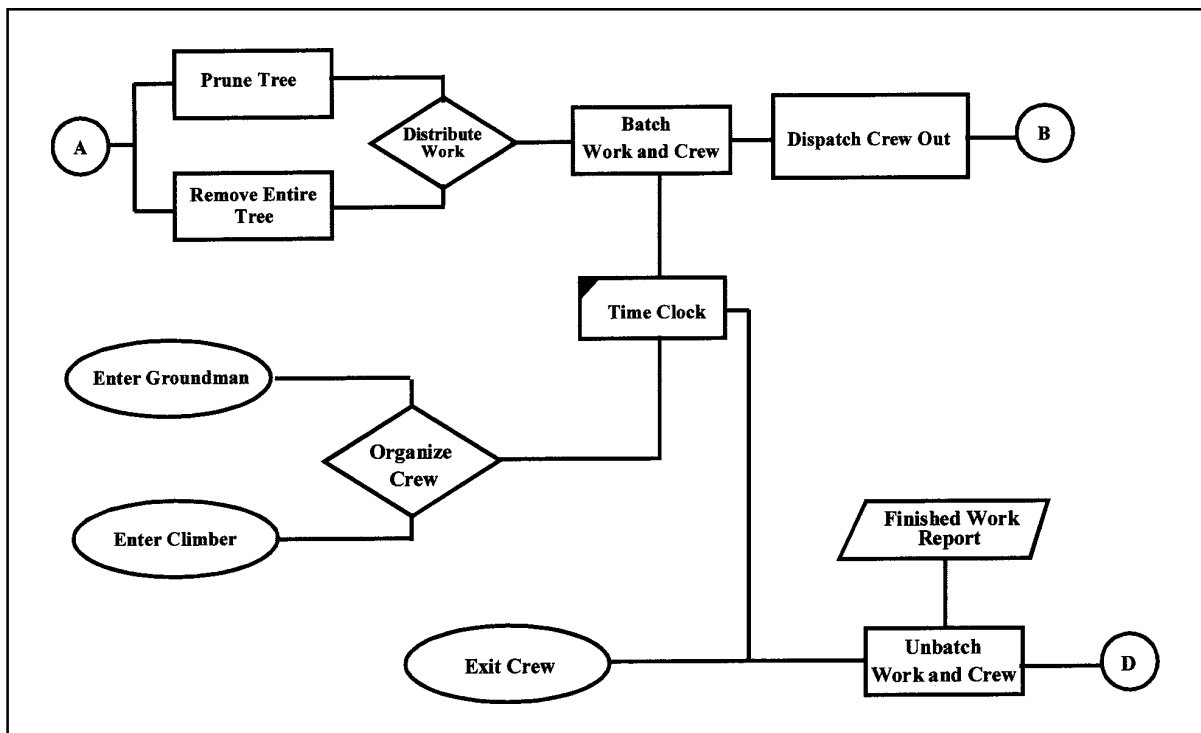 Prune Tree
A
Distribute
Work
Batch
Work and Crew
Dispatch Crew Out
B
Remove Entire
Tree
Time Clock
Enter Groundman
Organize
Crew
Enter Climber
Finished Work
Report
Exit Crew
Unbatch
Work and Crew
D